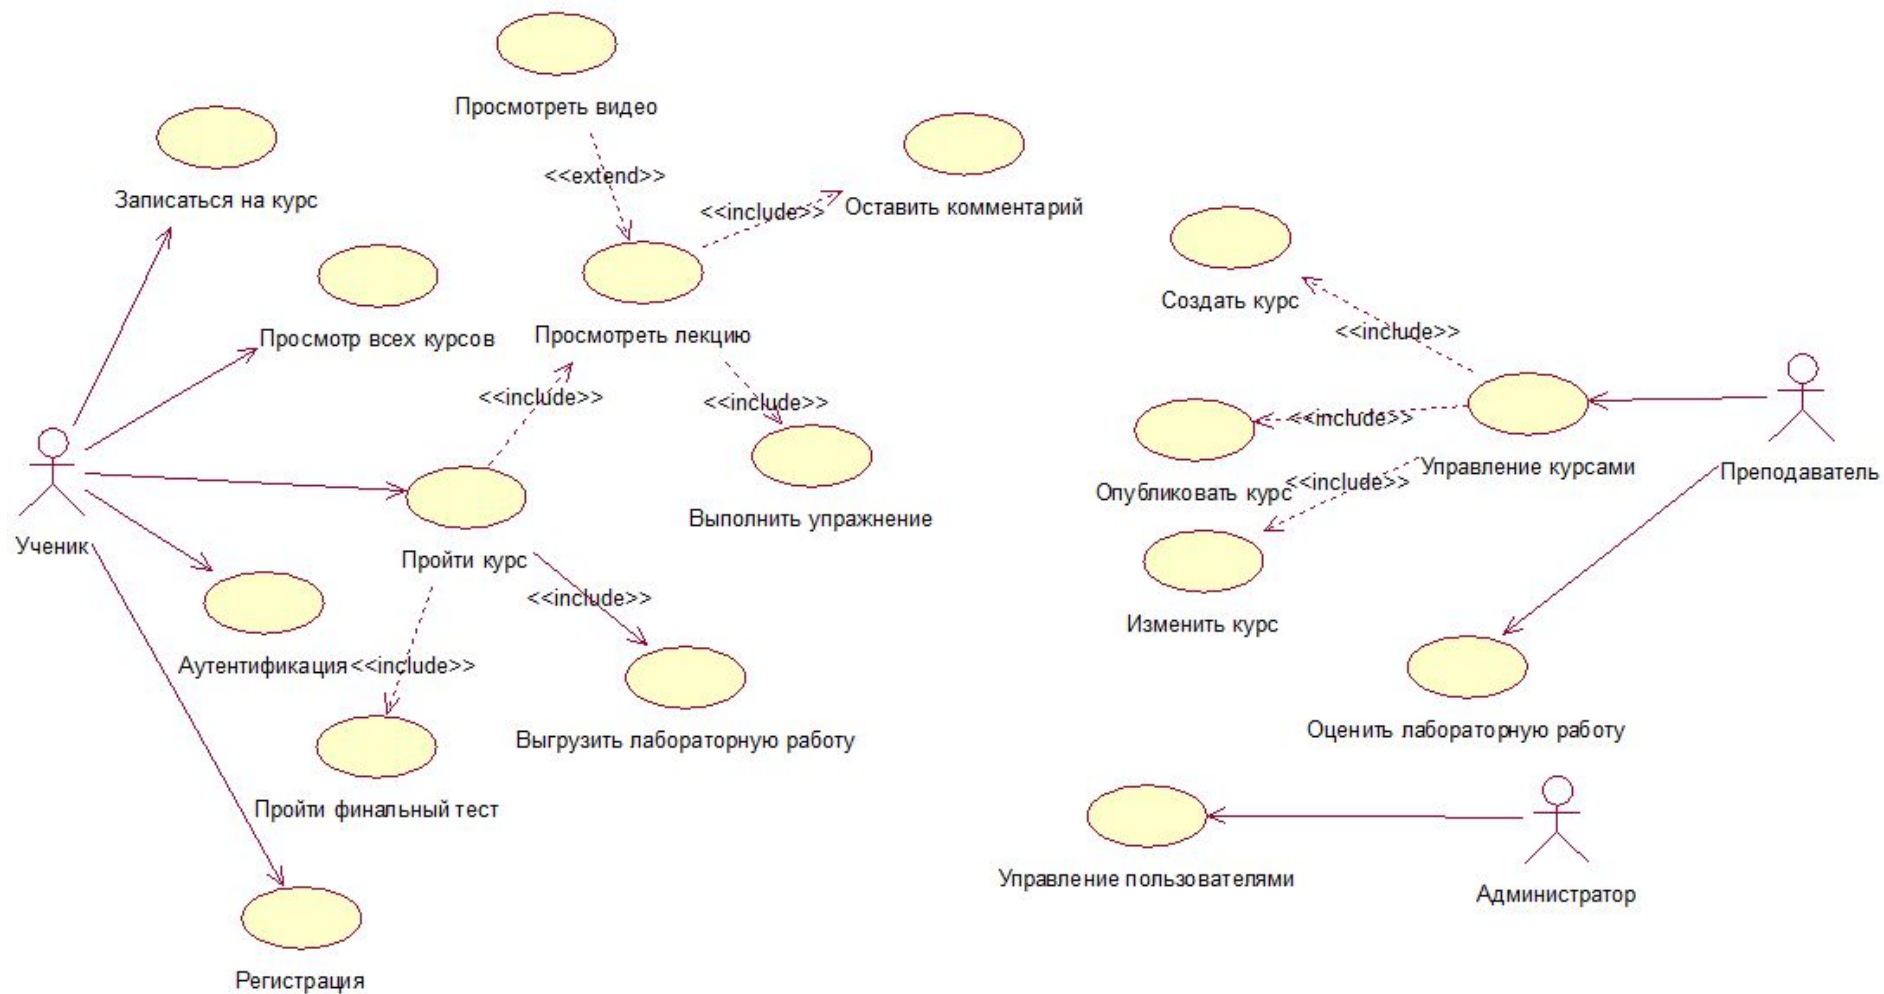 Просмотреть видео
<<extend>>
Записаться на курс
<<include>>
Оставить комментарий
Просмотр всех курсов
Просмотреть лекцию
Создать курс
<<include>>
<<include>>
<<include>>
<<include>>
Опубликовать курс
<<include>>
Управление курсами
Преподаватель
Выполнить упражнение
Ученик
Пройти курс
<<include>>
Изменить курс
Аутентификация
<<include>>
Выгрузить лабораторную работу
Оценить лабораторную работу
Пройти финальный тест
Управление пользователями
Администратор
Регистрация